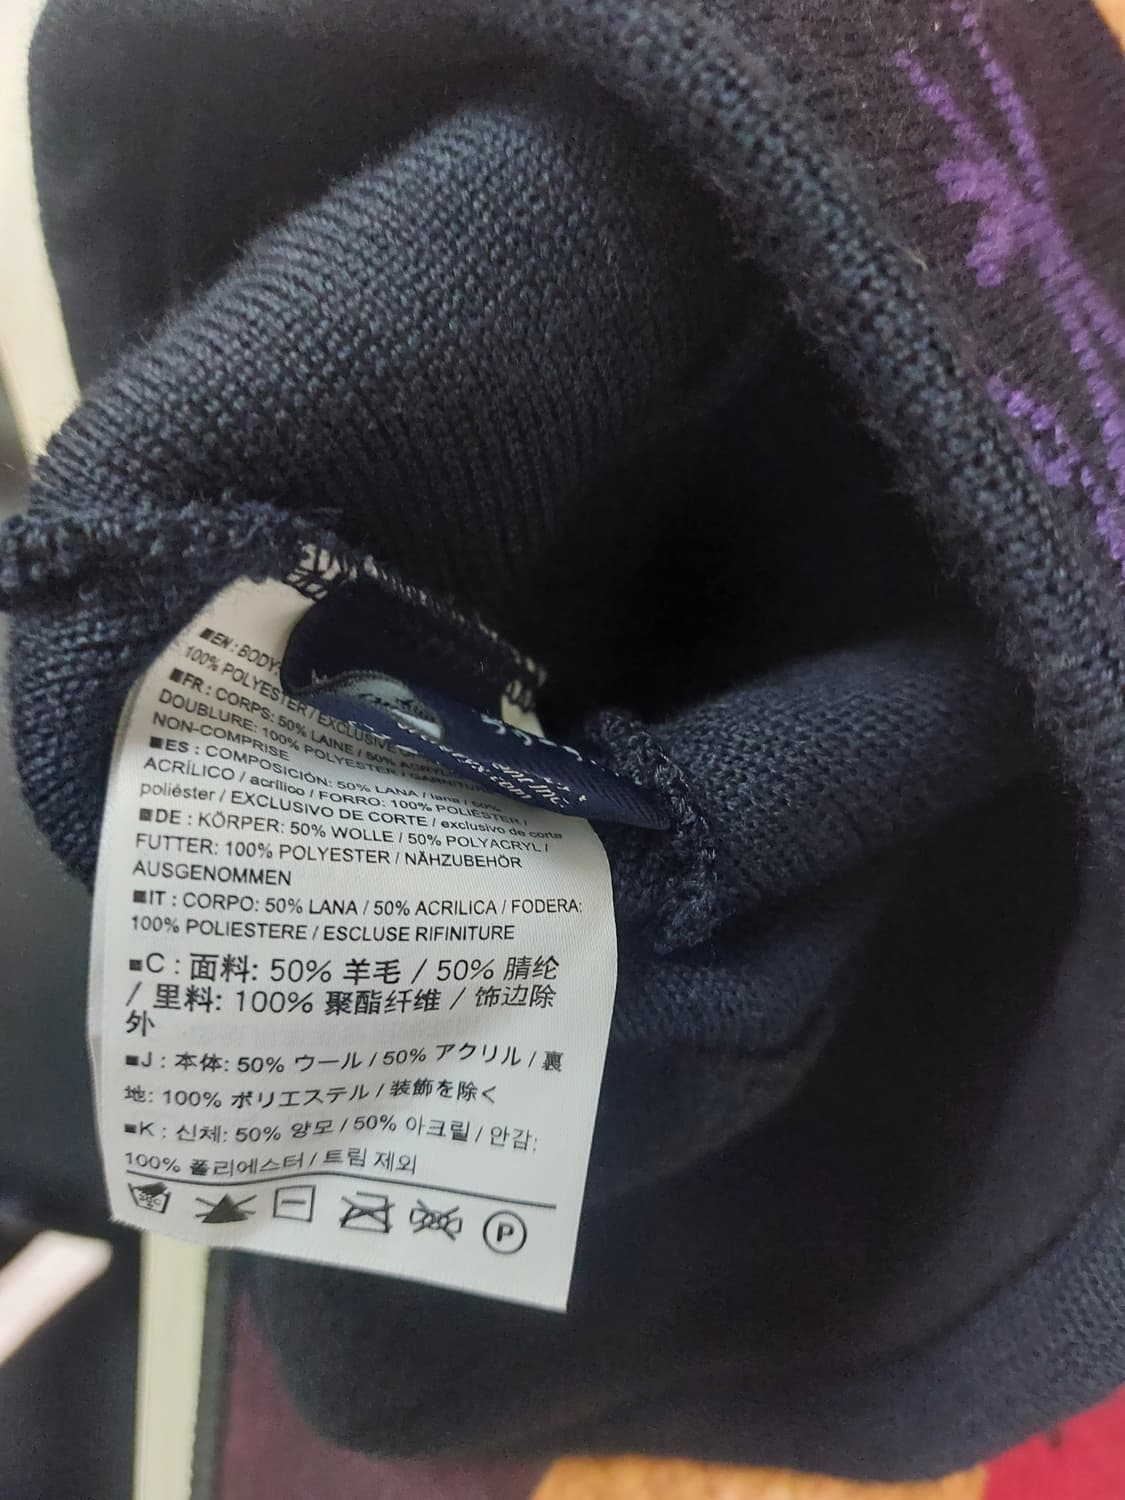 ■EN : BODY:
100% POLYESTER / EXCLUSIVE
■FR : CORPS: 50% LAINE / 50% ACRYLIQUE
DOUBLURE: 100% POLYESTER / GARNITURE
NON-COMPRISE
■ES : COMPOSICIÓN: 50% LANA / lana / 50%
ACRÍLICO / acrílico / FORRO: 100% POLIÉSTER /
poliéster / EXCLUSIVO DE CORTE / exclusivo de corte
■DE : KÖRPER: 50% WOLLE / 50% POLYACRYL /
FUTTER: 100% POLYESTER / NÄHZUBEHÖR
AUSGENOMMEN
■IT : CORPO: 50% LANA / 50% ACRILICA / FODERA:
100% POLIESTERE / ESCLUSE RIFINITURE
■C : 面料: 50% 羊毛 / 50% 腈纶
/ 里料: 100% 聚酯纤维 / 饰边除
外
■J : 本体: 50% ウール / 50% アクリル / 裏
地: 100% ポリエステル / 装飾を除く
■K : 신체: 50% 양모 / 50% 아크릴 / 안감:
100% 폴리에스터 / 트림 제외
P